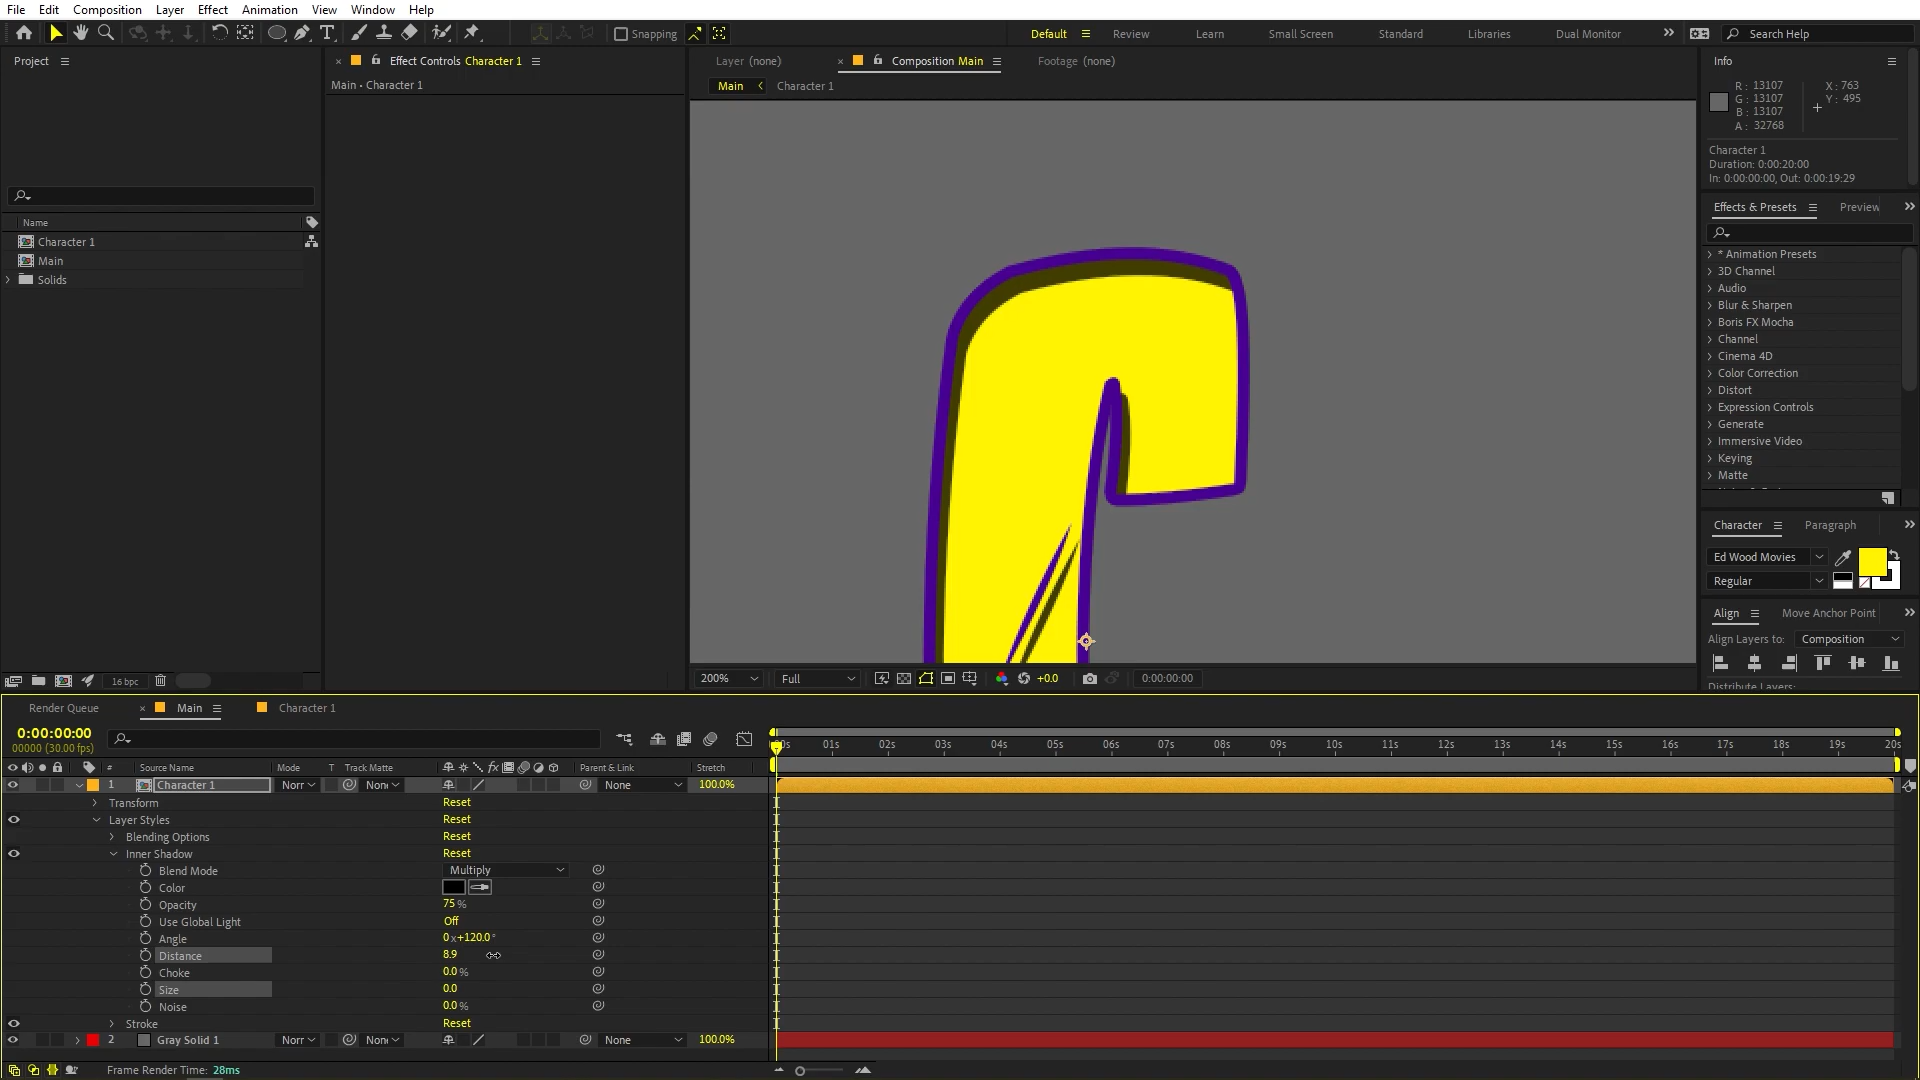 File Edit Composition Layer Effect Animation View Window Help
Snapping
Default Review Learn Small Screen Standard Libraries Dual Monitor Search Help
Project
Effect Controls Character 1
Layer (none) Composition Main Footage (none)
Info
Main • Character 1
Main Character 1
R: 13107 X: 763
G: 13107 Y: 495
B: 13107
A: 32768
Character 1
Duration: 0:00:20:00
In: 0:00:00:00, Out: 0:00:19:29
Name
Character 1
Main
Solids
Effects & Presets Preview
* Animation Presets
3D Channel
Audio
Blur & Sharpen
Boris FX Mocha
Channel
Cinema 4D
Color Correction
Distort
Expression Controls
Generate
Immersive Video
Keying
Matte
Character Paragraph
Ed Wood Movies
Regular
Align Move Anchor Point
Align Layers to: Composition
Distribute Layers:
16 bpc
200% Full +0.0 0:00:00:00
Render Queue Main Character 1
0:00:00:00
00000 (30.00 fps)
00s 01s 02s 03s 04s 05s 06s 07s 08s 09s 10s 11s 12s 13s 14s 15s 16s 17s 18s 19s 20s
# Source Name Mode T Track Matte fx Parent & Link Stretch
1 Character 1 Norr None None 100.0%
Transform Reset
Layer Styles Reset
Blending Options Reset
Inner Shadow Reset
Blend Mode Multiply
Color
Opacity 75 %
Use Global Light Off
Angle 0 x +120.0 °
Distance 8.9
Choke 0.0 %
Size 0.0
Noise 0.0 %
Stroke Reset
2 Gray Solid 1 Norr None None 100.0%
Frame Render Time: 28ms